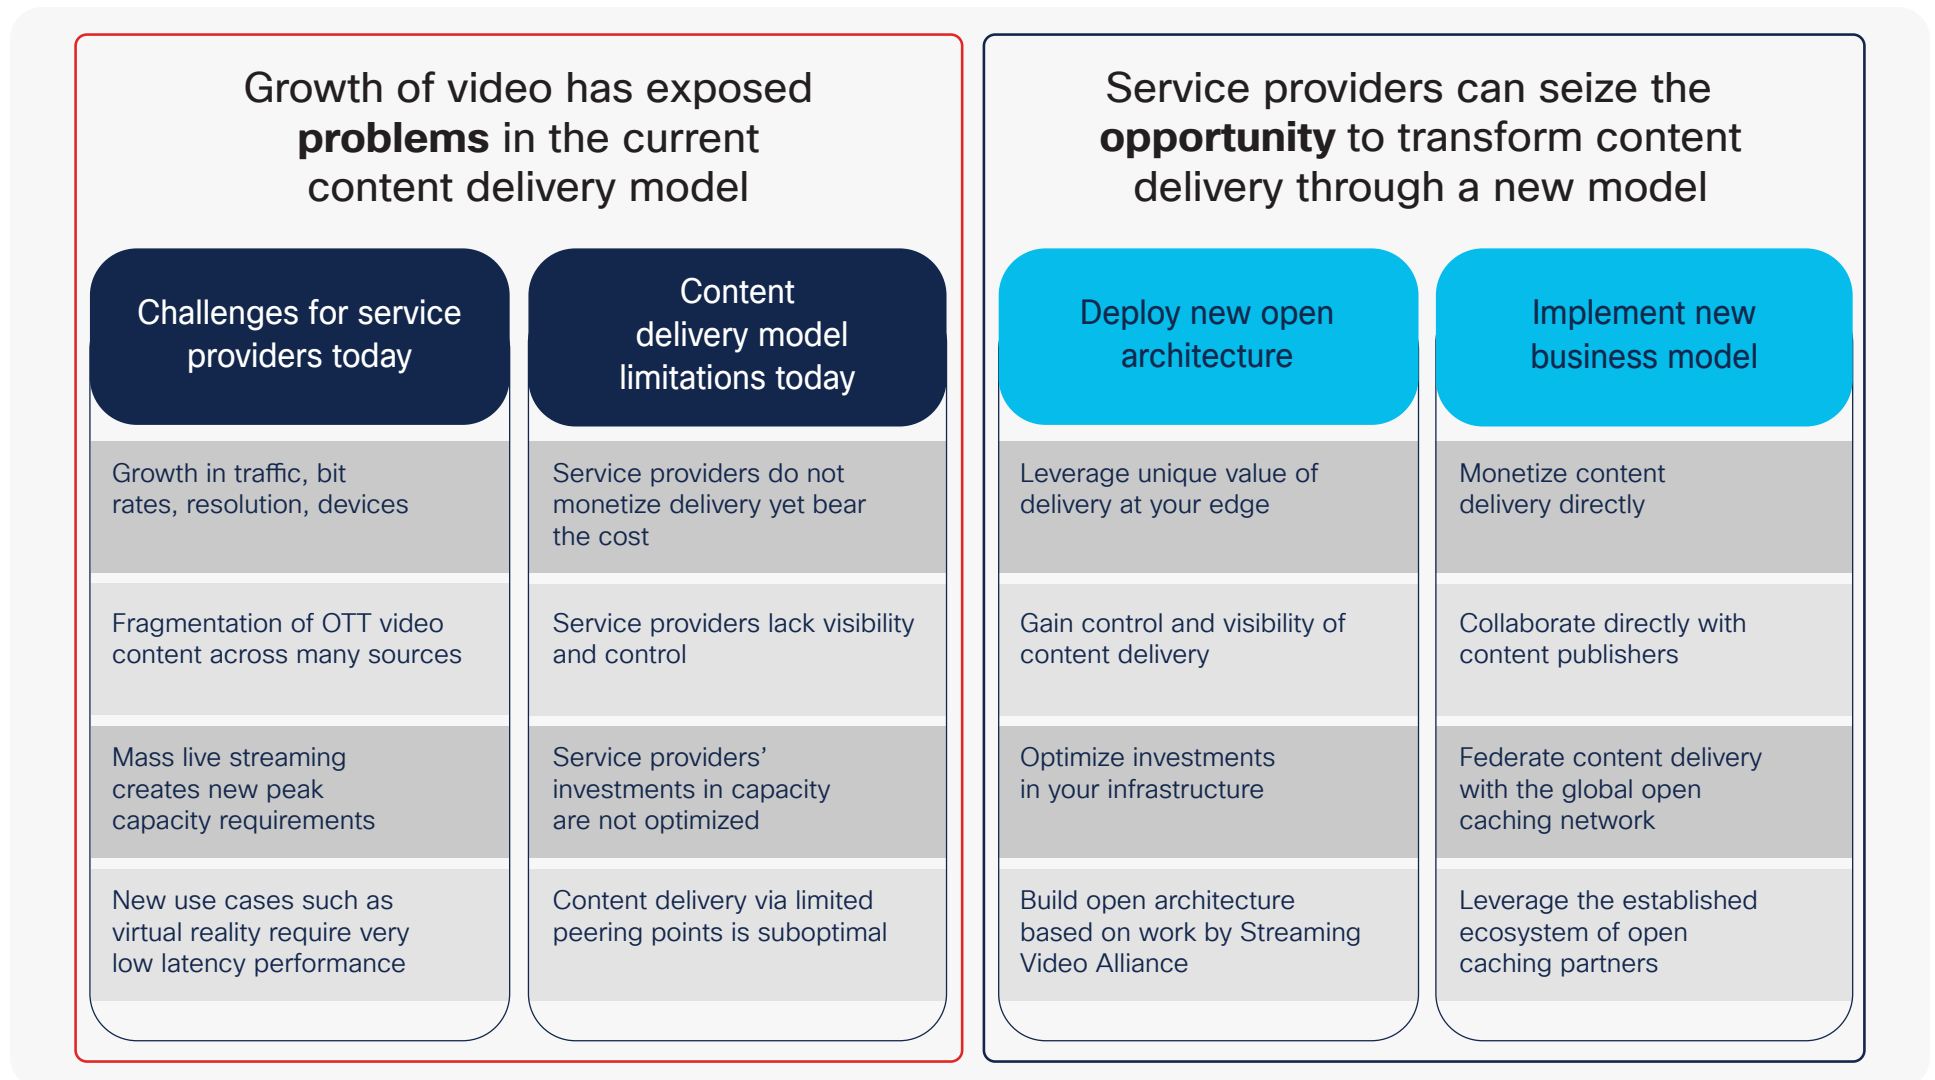 Growth of video has exposed
problems in the current
content delivery model
Challenges for service
providers today
Growth in traffic, bit
rates, resolution, devices
Fragmentation of OTT video
content across many sources
Mass live streaming
creates new peak
capacity requirements
New use cases such as
virtual reality require very
low latency performance
Content
delivery model
limitations today
Service providers do not
monetize delivery yet bear
the cost
Service providers lack visibility
and control
Service providers’
investments in capacity
are not optimized
Content delivery via limited
peering points is suboptimal
Service providers can seize the
opportunity to transform content
delivery through a new model
Deploy new open
architecture
Leverage unique value of
delivery at your edge
Gain control and visibility of
content delivery
Optimize investments
in your infrastructure
Build open architecture
based on work by Streaming
Video Alliance
Implement new
business model
Monetize content
delivery directly
Collaborate directly with
content publishers
Federate content delivery
with the global open
caching network
Leverage the established
ecosystem of open
caching partners